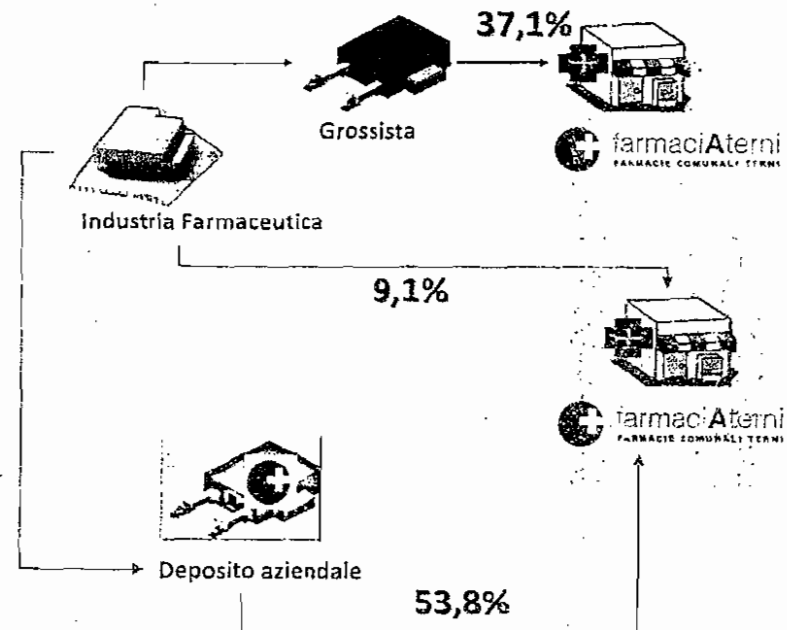 37,1%
Grossista
farmaciAterni
FARMACIE COMUNALI TERNI
Industria Farmaceutica
9,1%
farmaciAterni
FARMACIE COMUNALI TERNI
Deposito aziendale
53,8%